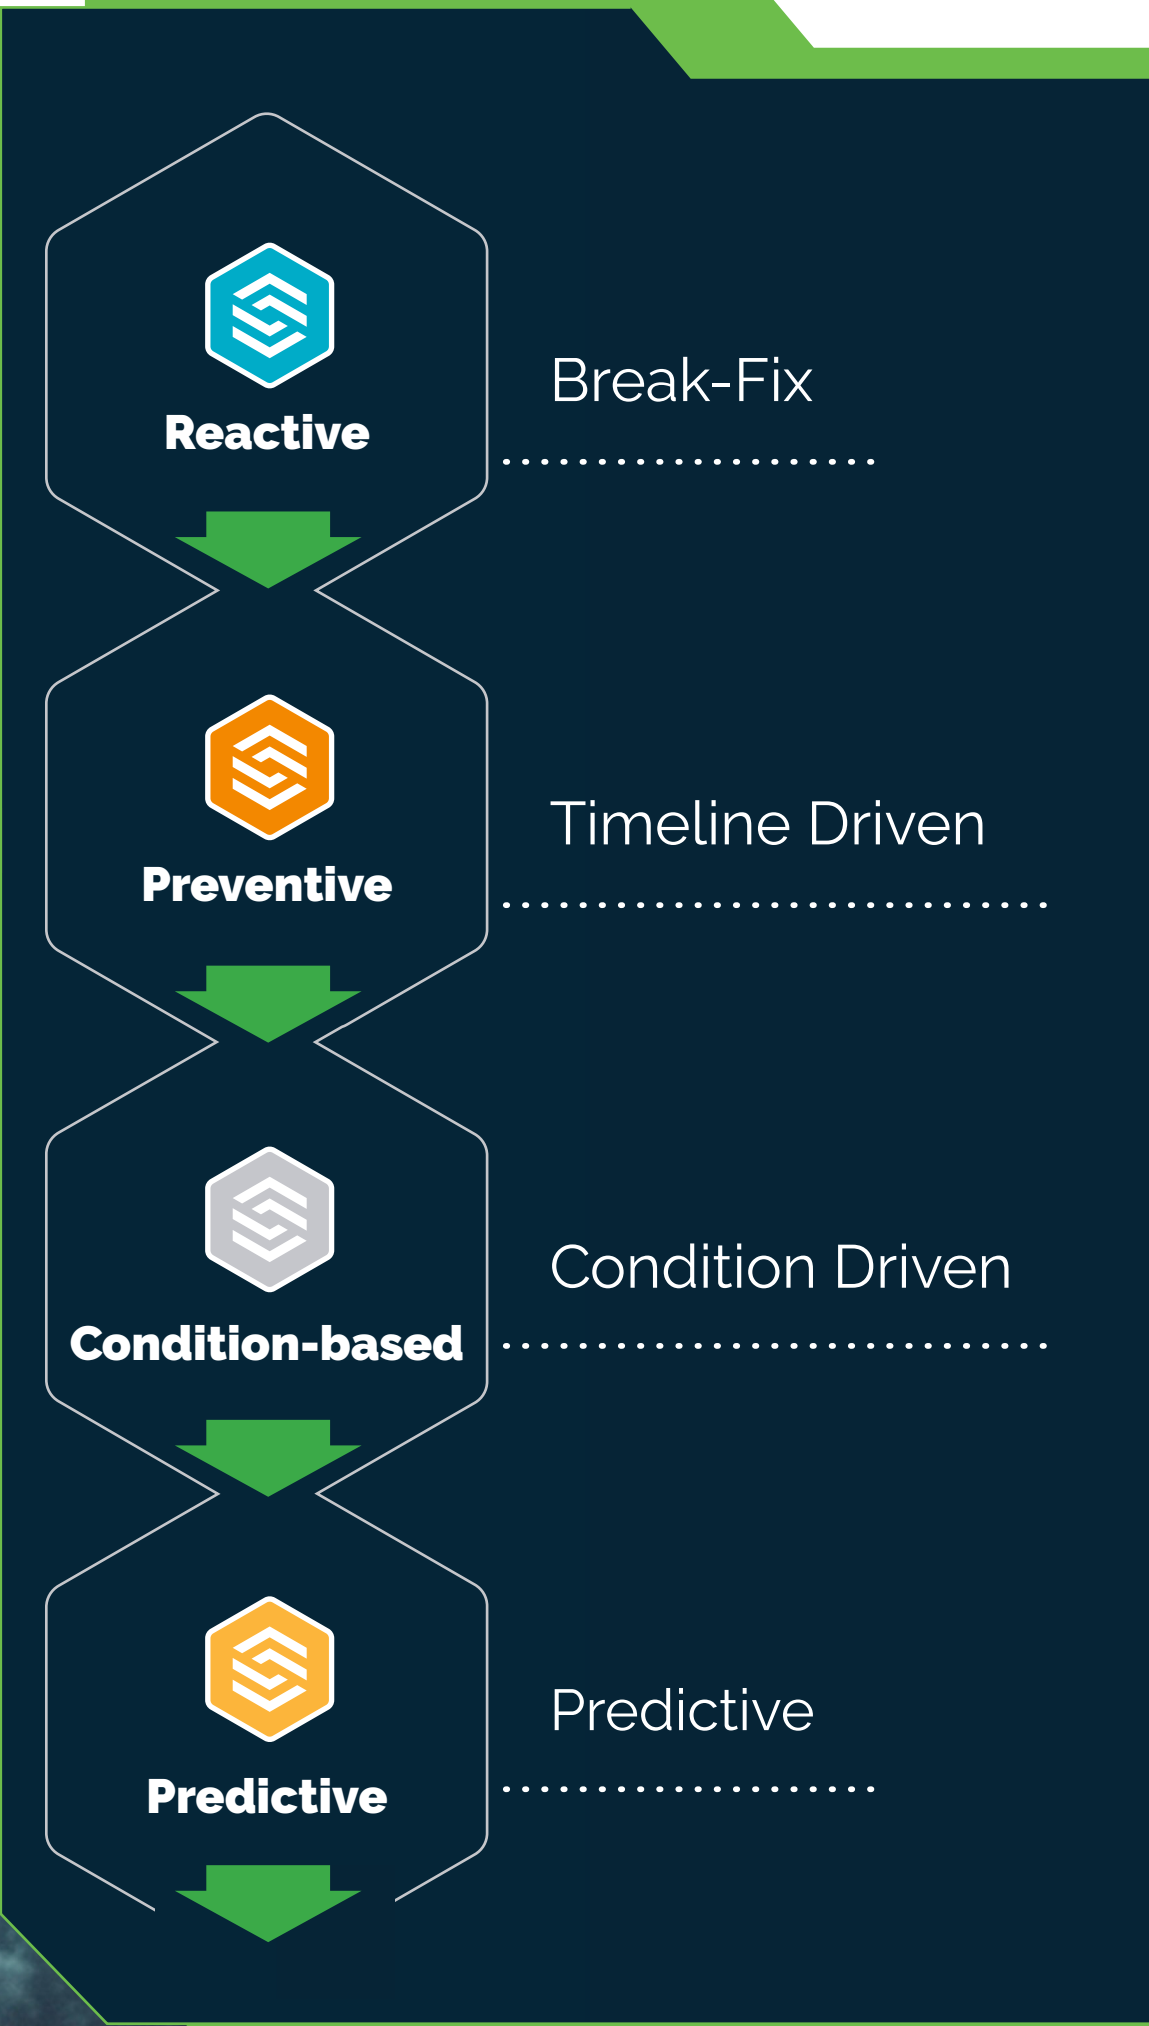 Break-Fix
Reactive
Timeline Driven
Preventive
Condition Driven
Condition-based
Predictive
Predictive